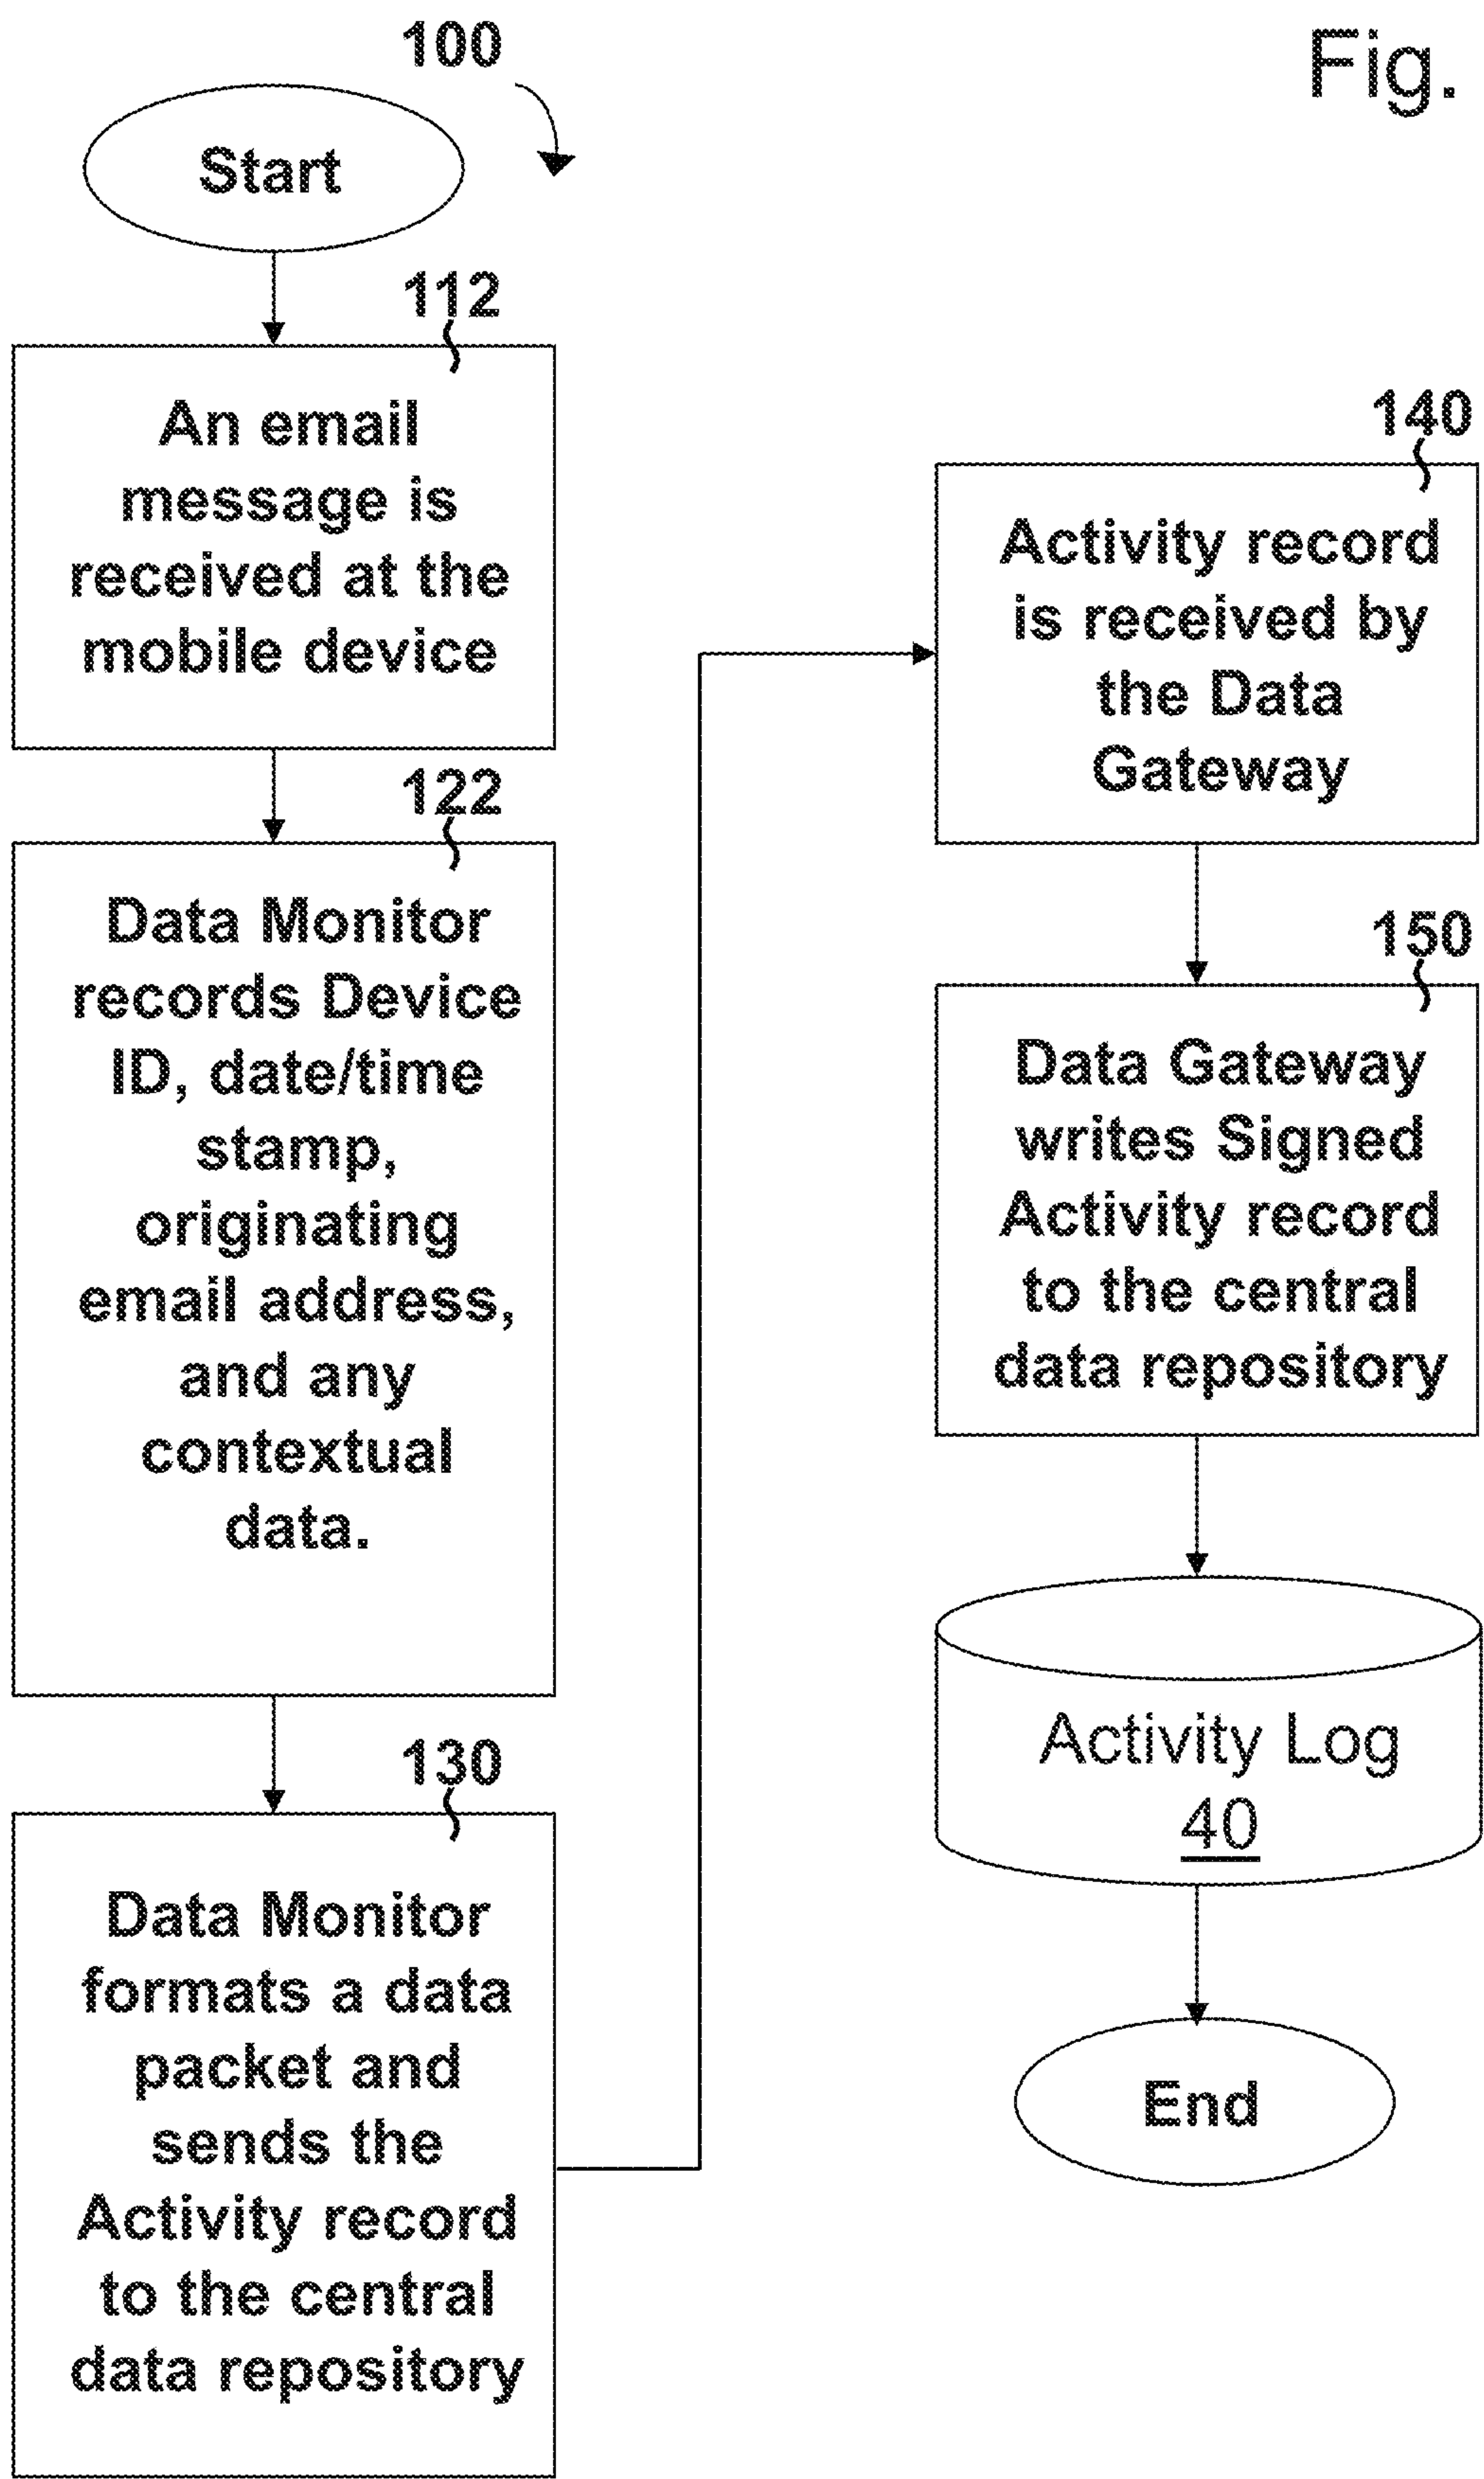 Fig.
100
Start
112
An email
message is
received at the
mobile device
122
Data Monitor
records Device
ID, date/time
stamp,
originating
email address,
and any
contextual
data.
130
Data Monitor
formats a data
packet and
sends the
Activity record
to the central
data repository
140
Activity record
is received by
the Data
Gateway
150
Data Gateway
writes Signed
Activity record
to the central
data repository
Activity Log
40
End